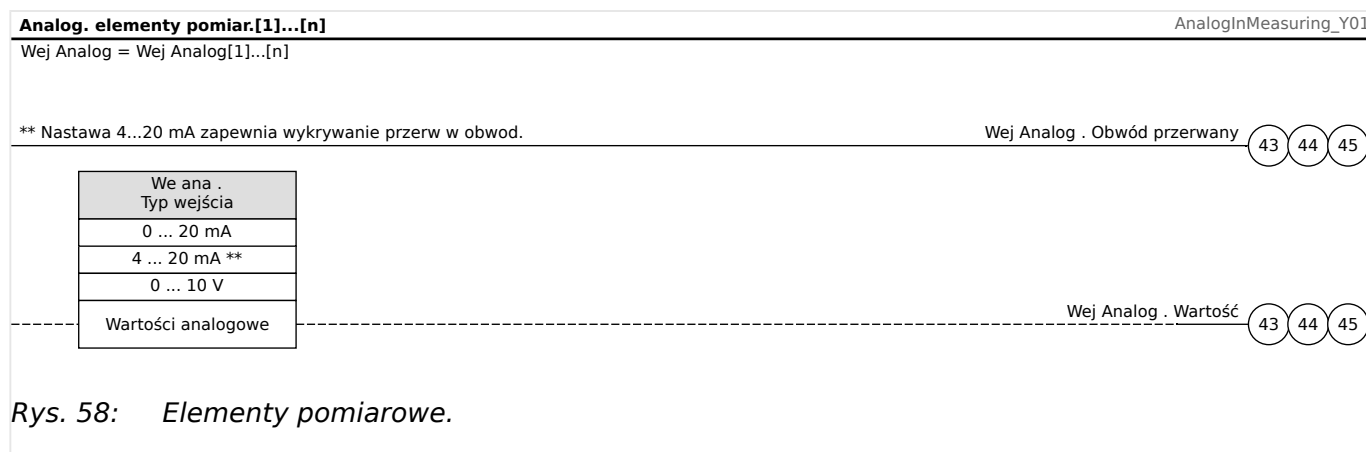 Analog. elementy pomiar.[1]...[n]
AnalogInMeasuring_Y01
Wej Analog = Wej Analog[1]...[n]
** Nastawa 4...20 mA zapewnia wykrywanie przerw w obwod.
Wej Analog . Obwód przerwany
43 44 45
We ana .
Typ wejścia
0 ... 20 mA
4 ... 20 mA **
0 ... 10 V
Wartości analogowe
Wej Analog . Wartość
43 44 45
Rys. 58: Elementy pomiarowe.